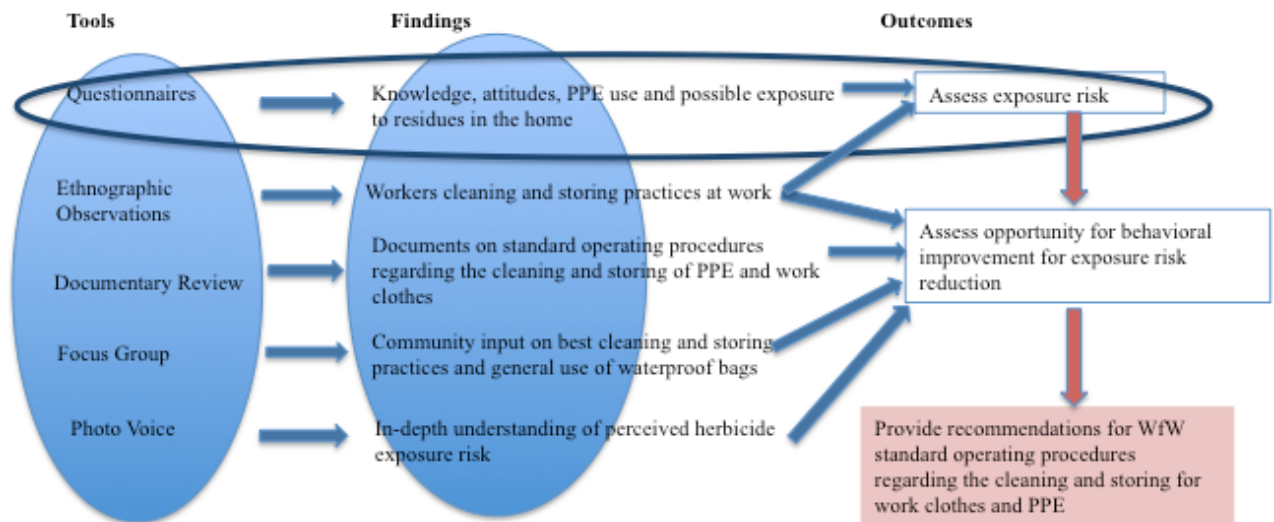 Tools
Findings
Outcomes
Questionnaires
Knowledge, attitudes, PPE use and possible exposure
to residues in the home
Assess exposure risk
Ethnographic
Observations
Workers cleaning and storing practices at work
Assess opportunity for behavioral
improvement for exposure risk
reduction
Documentary Review
Documents on standard operating procedures
regarding the cleaning and storing of PPE and work
clothes
Focus Group
Community input on best cleaning and storing
practices and general use of waterproof bags
Photo Voice
In-depth understanding of perceived herbicide
exposure risk
Provide recommendations for WfW
standard operating procedures
regarding the cleaning and storing for
work clothes and PPE